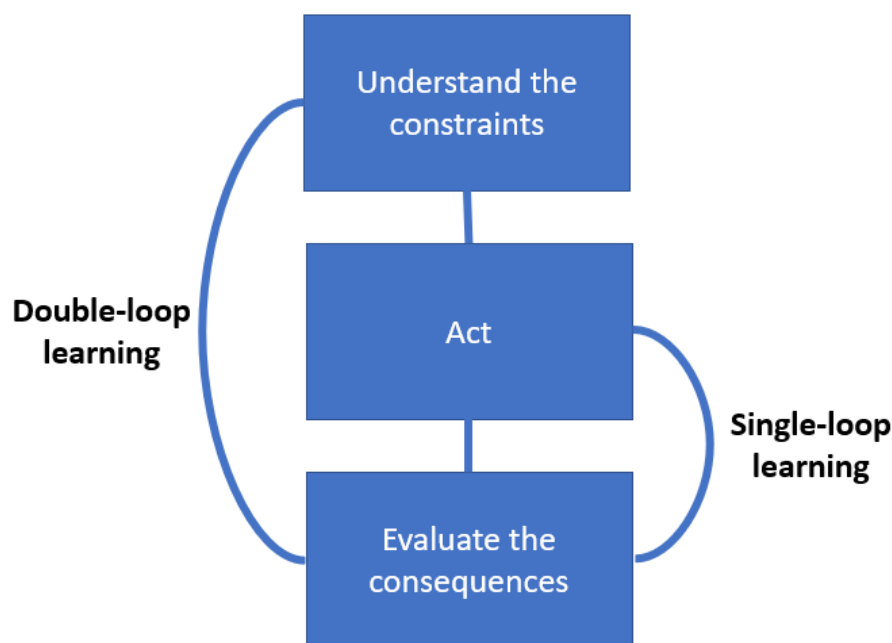 Understand the
constraints
Double-loop
learning
Act
Single-loop
learning
Evaluate the
consequences